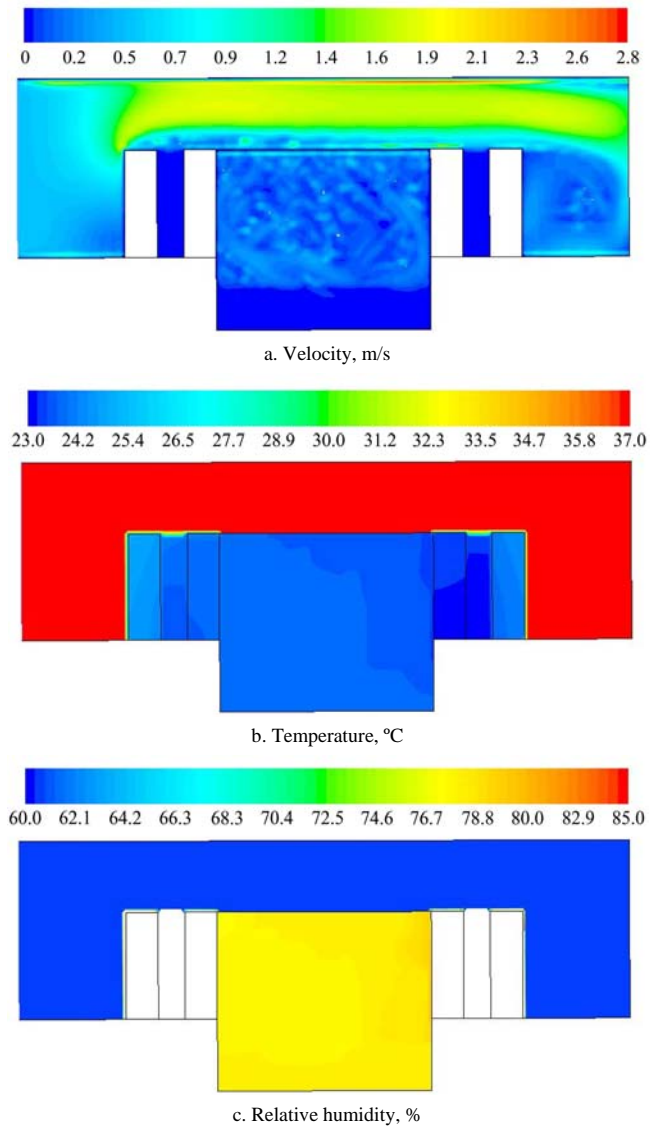 0 0.2 0.5 0.7 0.9 1.2 1.4 1.6 1.9 2.1 2.3 2.6 2.8
a. Velocity, m/s
23.0 24.2 25.4 26.5 27.7 28.9 30.0 31.2 32.3 33.5 34.7 35.8 37.0
b. Temperature, ºC
60.0 62.1 64.2 66.3 68.3 70.4 72.5 74.6 76.7 78.8 80.0 82.9 85.0
c. Relative humidity, %